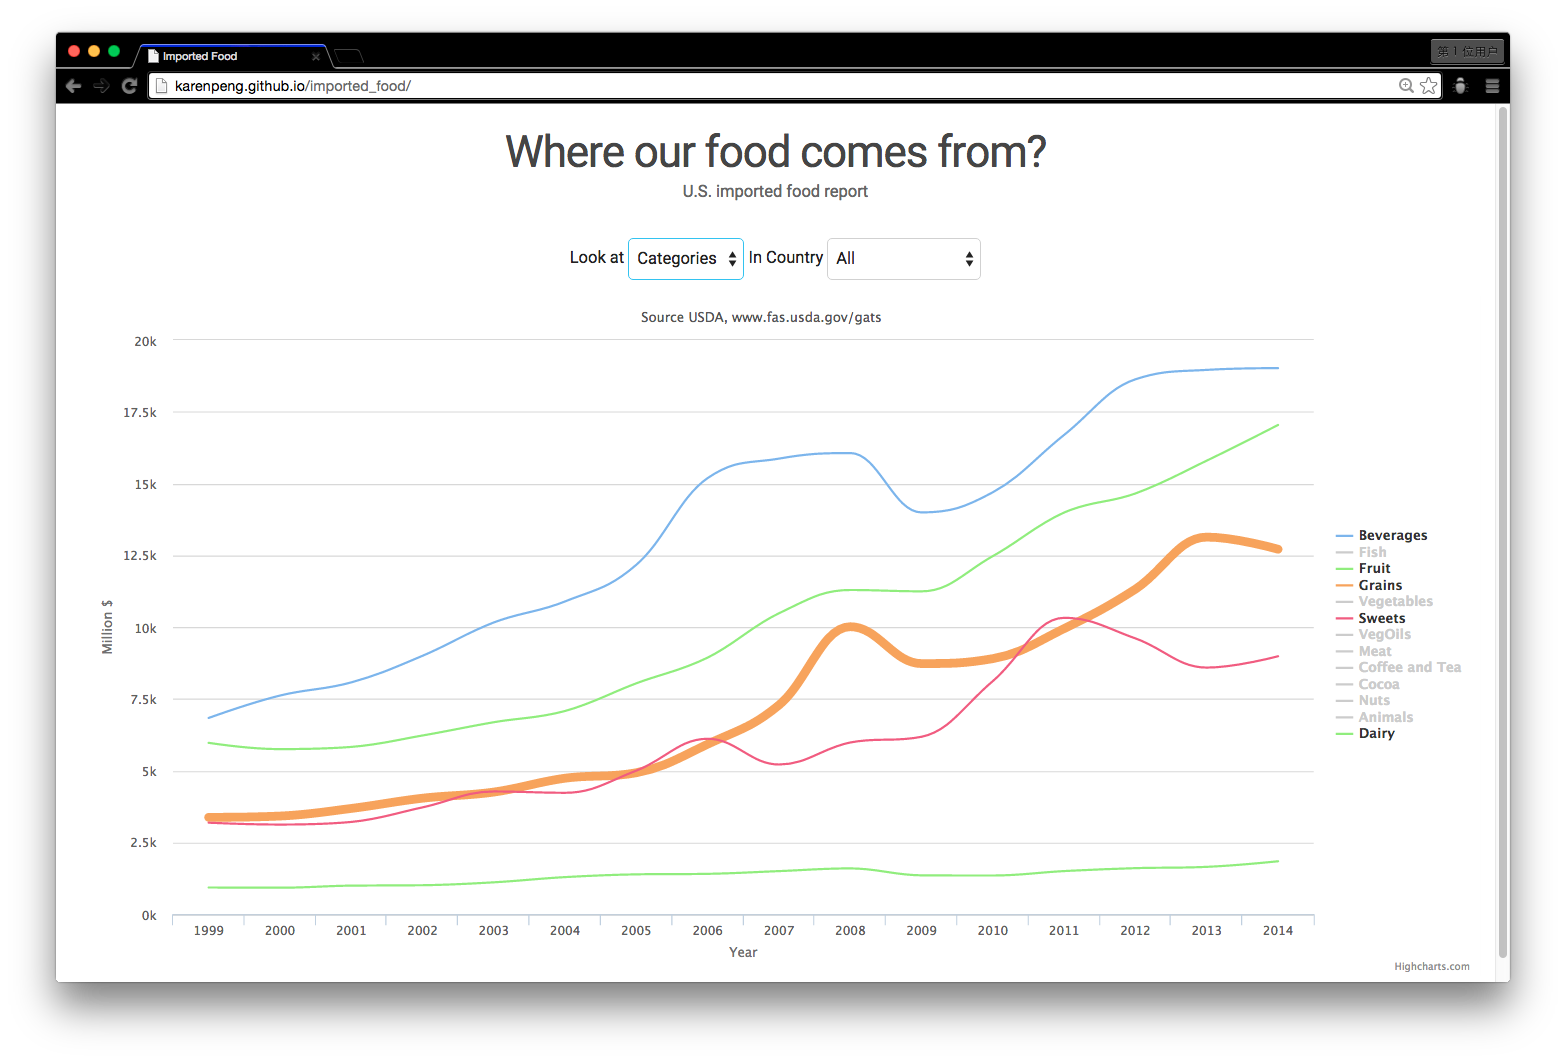 Imported Food
第 1 位用户
karenpeng.github.io/imported_food/
Where our food comes from?
U.S. imported food report
Look at Categories In Country All
Source USDA, www.fas.usda.gov/gats
20k
17.5k
15k
12.5k
10k
7.5k
5k
2.5k
0k
Million $
1999 2000 2001 2002 2003 2004 2005 2006 2007 2008 2009 2010 2011 2012 2013 2014
Year
Beverages
Fish
Fruit
Grains
Vegetables
Sweets
VegOils
Meat
Coffee and Tea
Cocoa
Nuts
Animals
Dairy
Highcharts.com